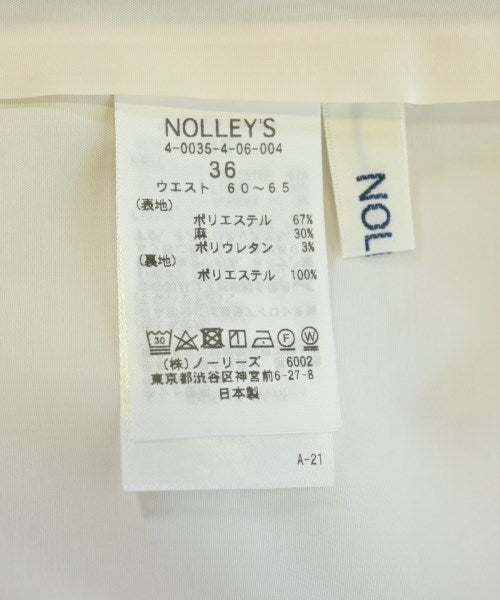 NOLLEY'S
4-0035-4-06-004
36
ウエスト 60～65
(表地)
ポリエステル 67%
麻 30%
ポリウレタン 3%
(裏地)
ポリエステル 100%
30 F W
(株)ノーリーズ 6002
東京都渋谷区神宮前6-27-8
日本製
A-21
NOL